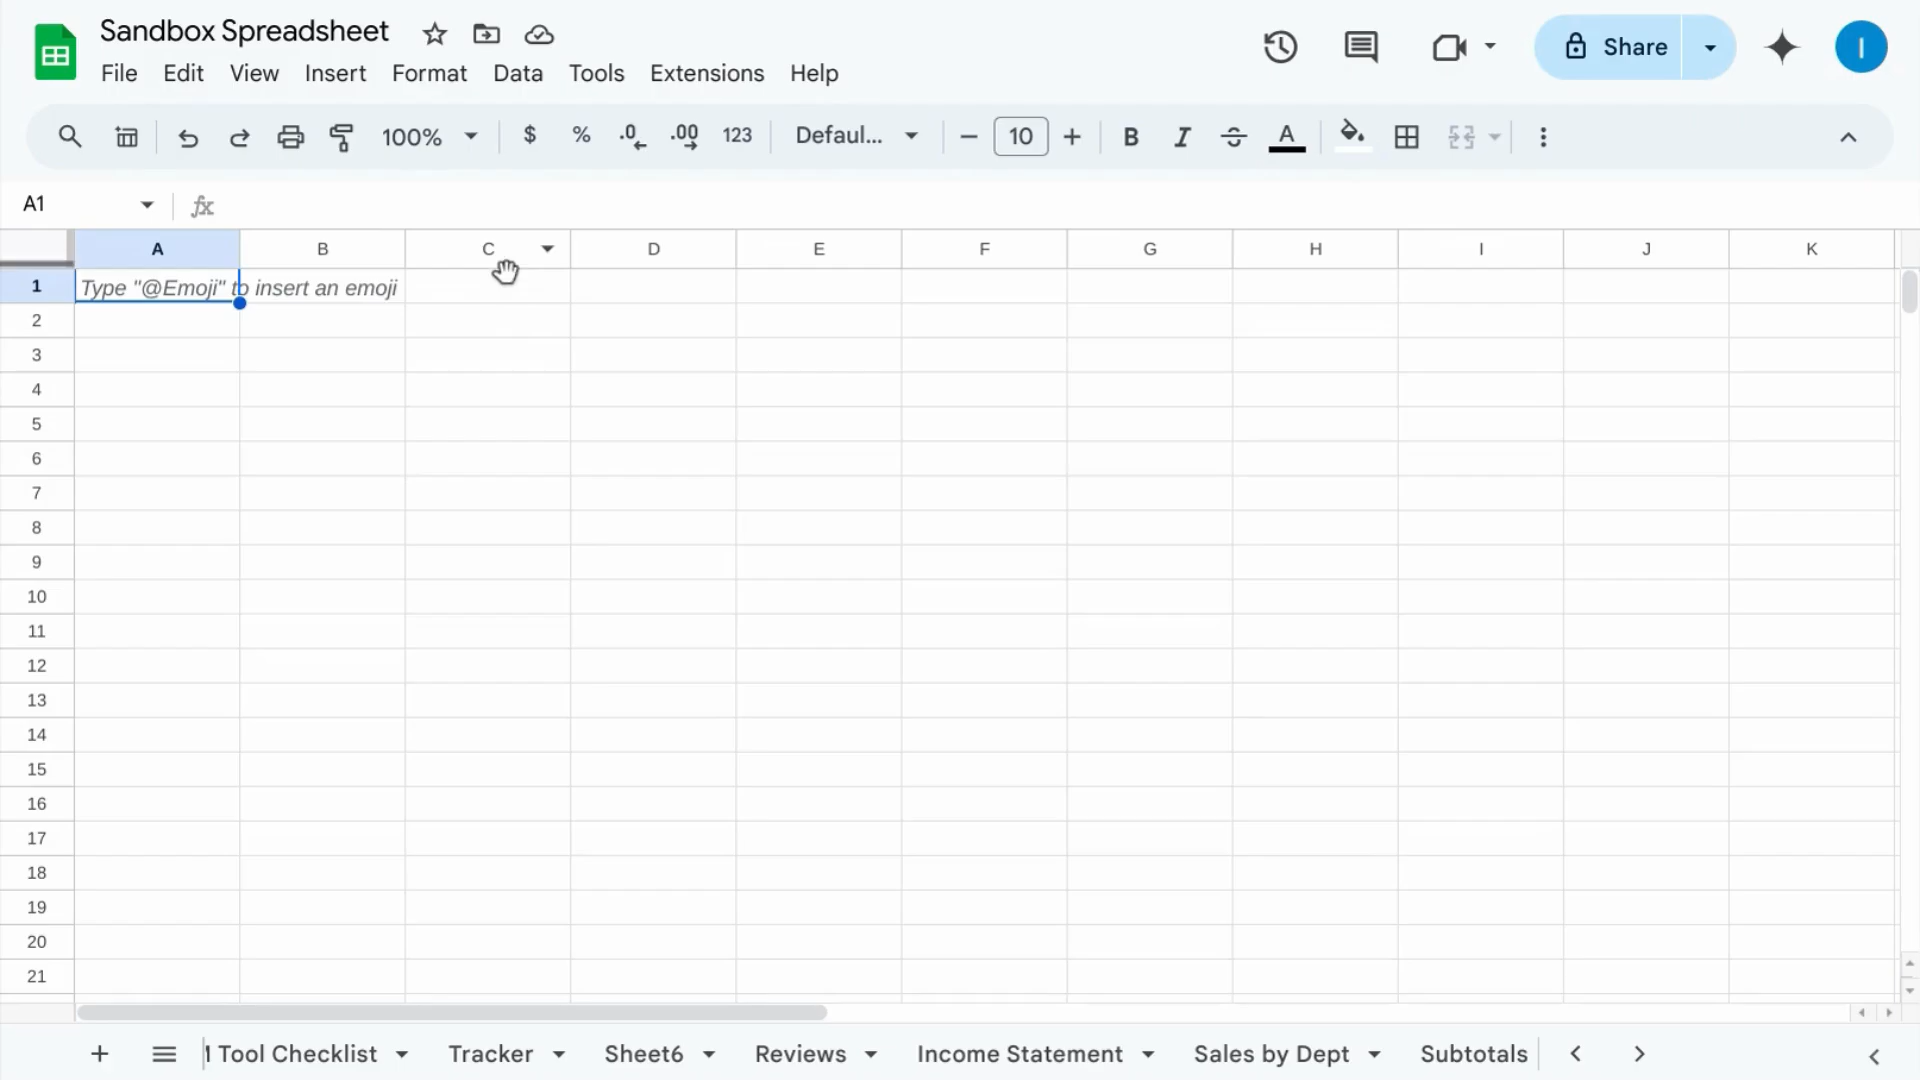 Sandbox Spreadsheet
File Edit View Insert Format Data Tools Extensions Help
Share
I
100% $ % .0 .00 123 Defaul... 10 B I S A
A1 fx
A B C D E F G H I J K
1 Type "@Emoji" to insert an emoji
2
3
4
5
6
7
8
9
10
11
12
13
14
15
16
17
18
19
20
21
Tool Checklist Tracker Sheet6 Reviews Income Statement Sales by Dept Subtotals